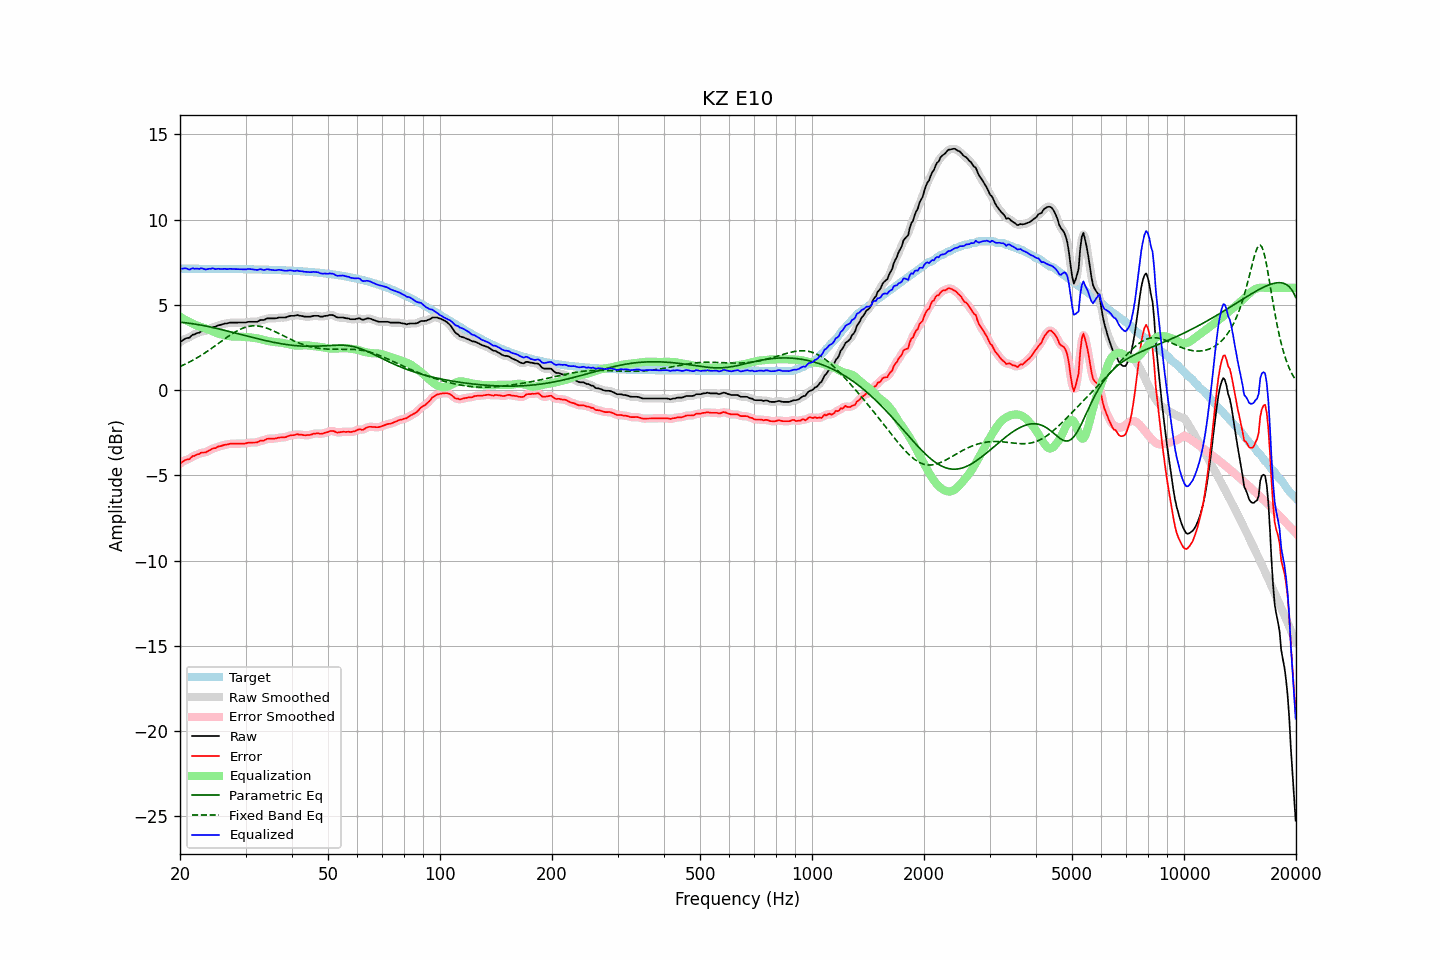 KZ E10
15
10
5
0
−5
−10
−15
−20
−25
Amplitude (dBr)
Target
Raw Smoothed
Error Smoothed
Raw
Error
Equalization
Parametric Eq
Fixed Band Eq
Equalized
20 50 100 200 500 1000 2000 5000 10000 20000
Frequency (Hz)